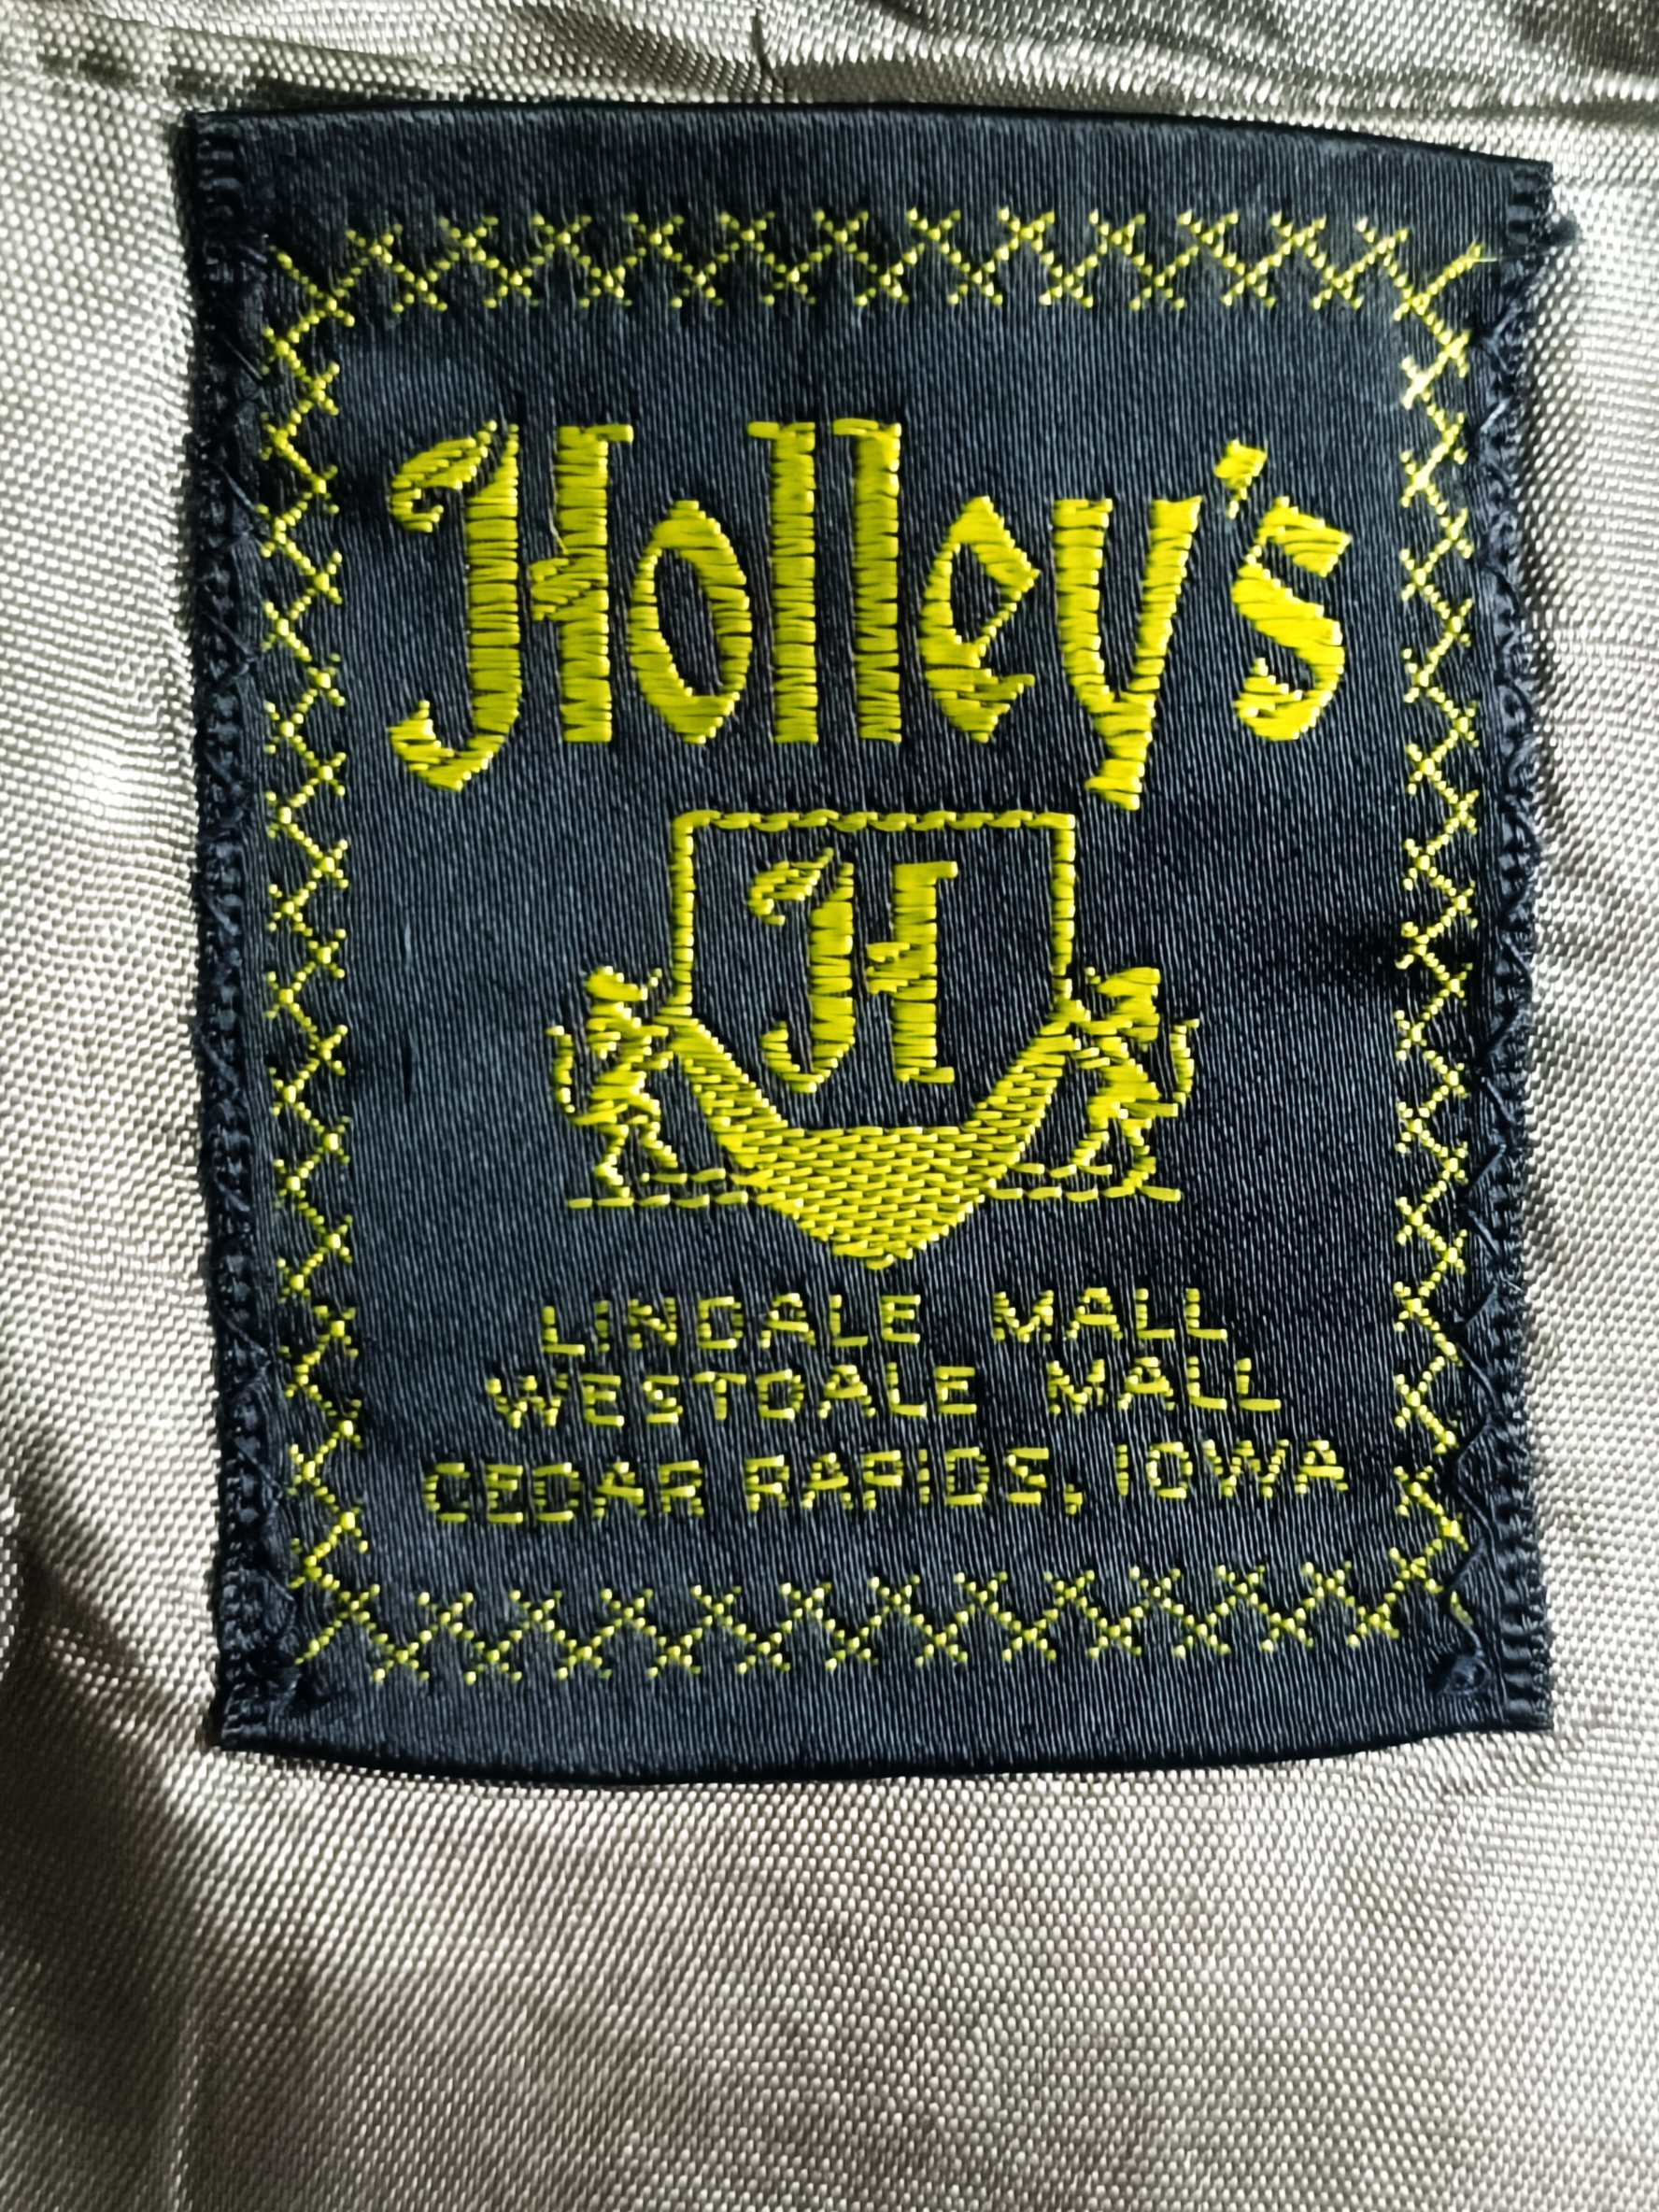 Holley's
H
LINDALE MALL
WESTDALE MALL
CEDAR RAPIDS, IOWA